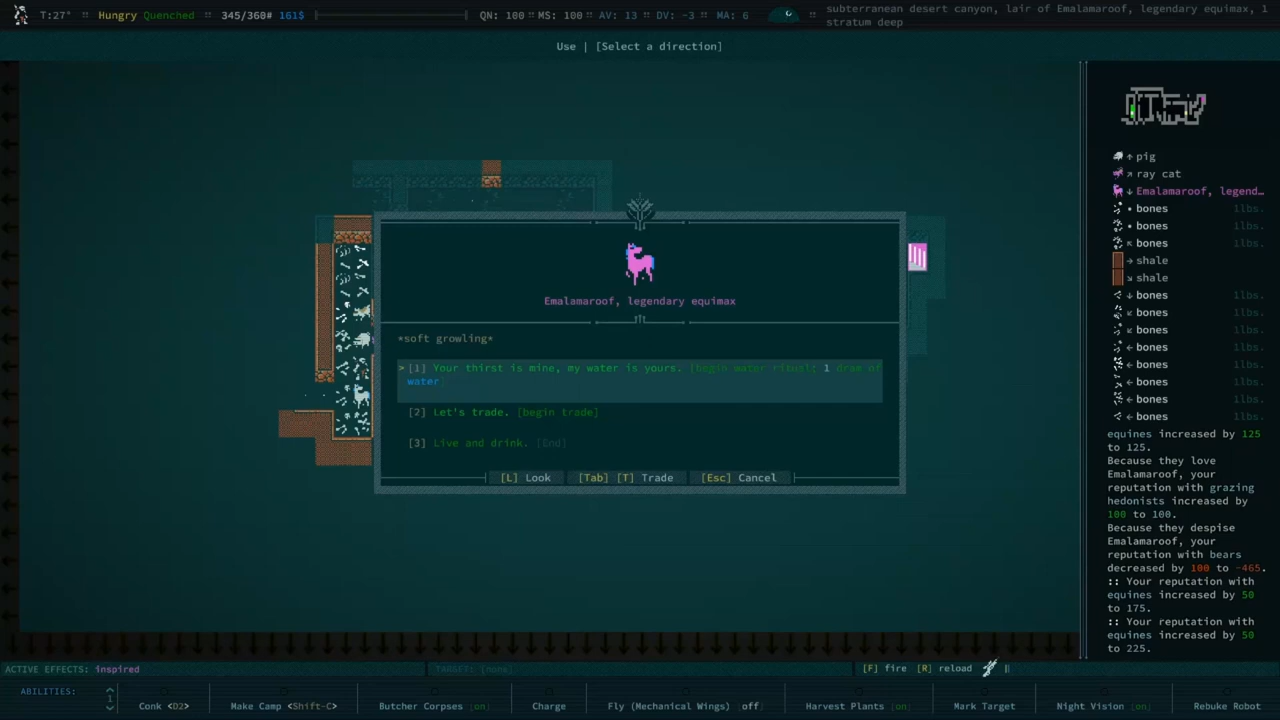 T:27° :: Hungry Quenched :: 345/360# 161$
QN: 100 :: MS: 100 :: AV: 13 :: DV: -3 :: MA: 6
subterranean desert canyon, lair of Emalamaroof, legendary equimax, 1
stratum deep
Use | [Select a direction]
Emalamaroof, legendary equimax
*soft growling*
> [1] Your thirst is mine, my water is yours. [begin water ritual; 1 dram of
water]
[2] Let's trade. [begin trade]
[3] Live and drink. [End]
[L] Look [Tab] [T] Trade [Esc] Cancel
↑ pig
↗ ray cat
↓ Emalamaroof, legend…
• bones 1lbs.
• bones 1lbs.
↖ bones 1lbs.
→ shale
↘ shale
↓ bones 1lbs.
↙ bones 1lbs.
↙ bones 1lbs.
← bones 1lbs.
← bones 1lbs.
← bones 1lbs.
← bones 1lbs.
← bones 1lbs.
equines increased by 125
to 125.
Because they love
Emalamaroof, your
reputation with grazing
hedonists increased by
100 to 100.
Because they despise
Emalamaroof, your
reputation with bears
decreased by 100 to -465.
:: Your reputation with
equines increased by 50
to 175.
:: Your reputation with
equines increased by 50
to 225.
ACTIVE EFFECTS: inspired
TARGET: [none]
[F] fire [R] reload
ABILITIES:
1
Conk <D2>
Make Camp <Shift-C>
Butcher Corpses [on]
Charge
Fly (Mechanical Wings) [off]
Harvest Plants [on]
Mark Target
Night Vision [on]
Rebuke Robot